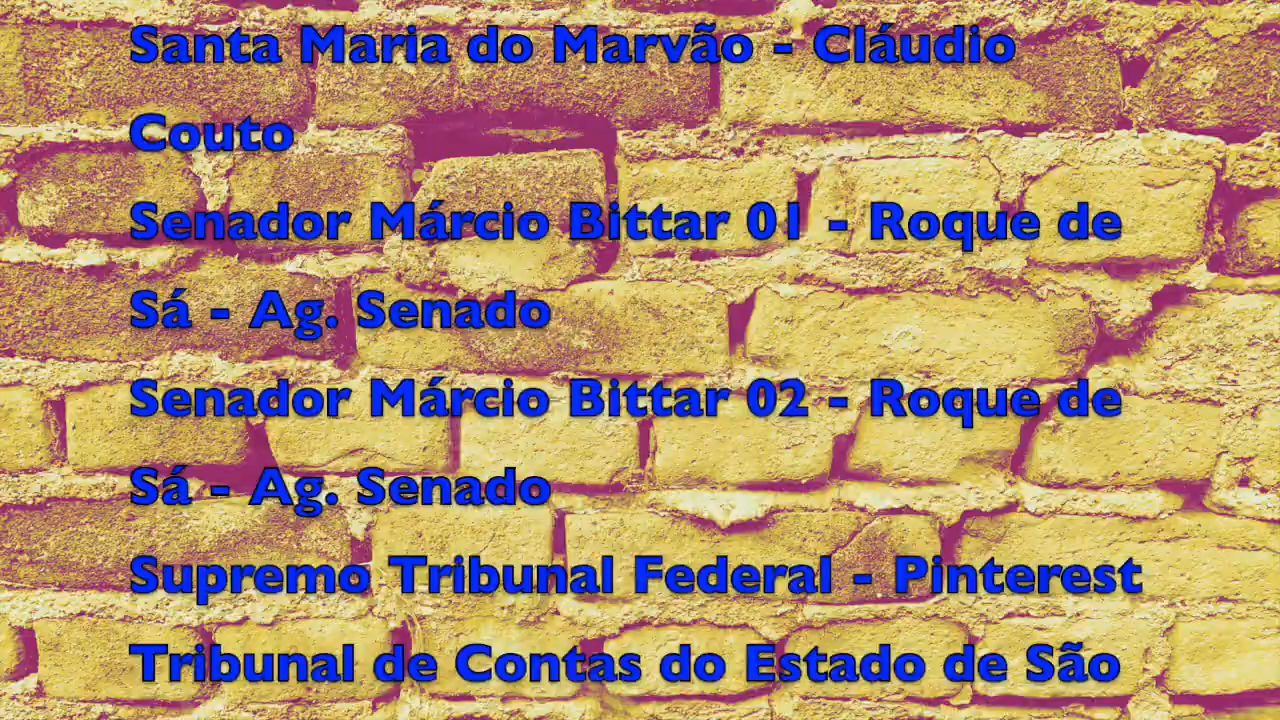 Santa Maria do Marvão - Cláudio
Couto
Senador Márcio Bittar 01 - Roque de
Sá - Ag. Senado
Senador Márcio Bittar 02 - Roque de
Sá - Ag. Senado
Supremo Tribunal Federal - Pinterest
Tribunal de Contas do Estado de São